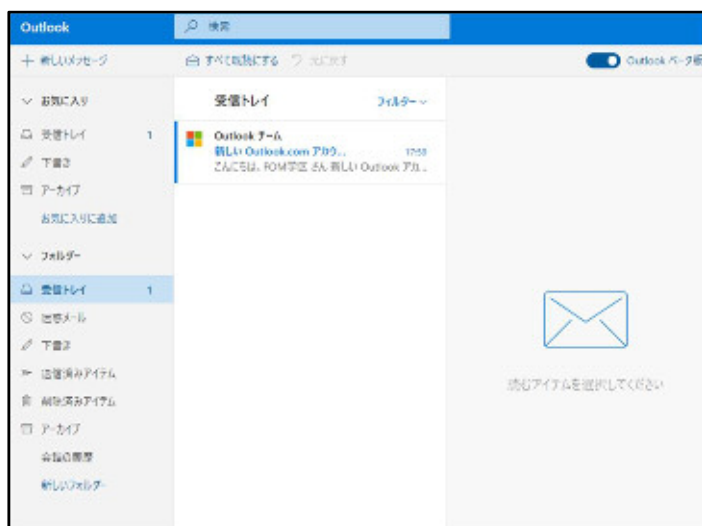 Outlook
検索
新しいメッセージ
すべて既読にする 元に戻す
Outlook ベータ版
お気に入り
受信トレイ 1
下書き
アーカイブ
お気に入りに追加
フォルダー
受信トレイ 1
迷惑メール
下書き
送信済みアイテム
削除済みアイテム
アーカイブ
会話の履歴
新しいフォルダー
受信トレイ フィルター
Outlook チーム
新しい Outlook.com アカウ...
こんにちは、FOM学区 さん 新しい Outlook アカ...
読むアイテムを選択してください